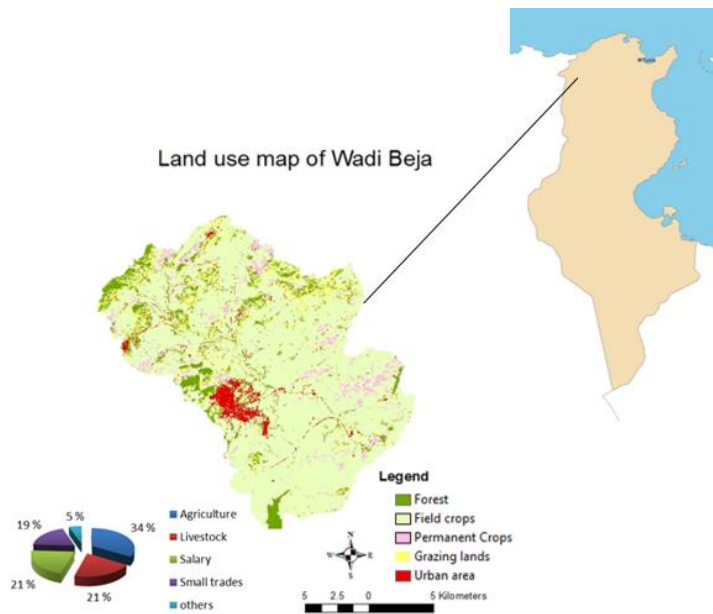 Tunis
Land use map of Wadi Beja
Legend
Forest
Field crops
Permanent Crops
Grazing lands
Urban area
5 %
19 %
34 %
21 %
21 %
Agriculture
Livestock
Salary
Small trades
others
N
W E
S
5 2.5 0 5 Kilometers